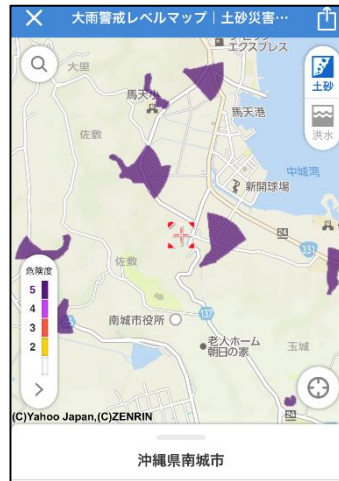 大雨警戒レベルマップ｜土砂災害…
エクスプレス
大里
馬天小
土砂
馬天港
洪水
佐敷
中城湾
新開球場
331
佐敷
危険度
5
4
3
2
137
南城市役所
玉城
老人ホーム
朝日の家
137
(C)Yahoo Japan,(C)ZENRIN
沖縄県南城市